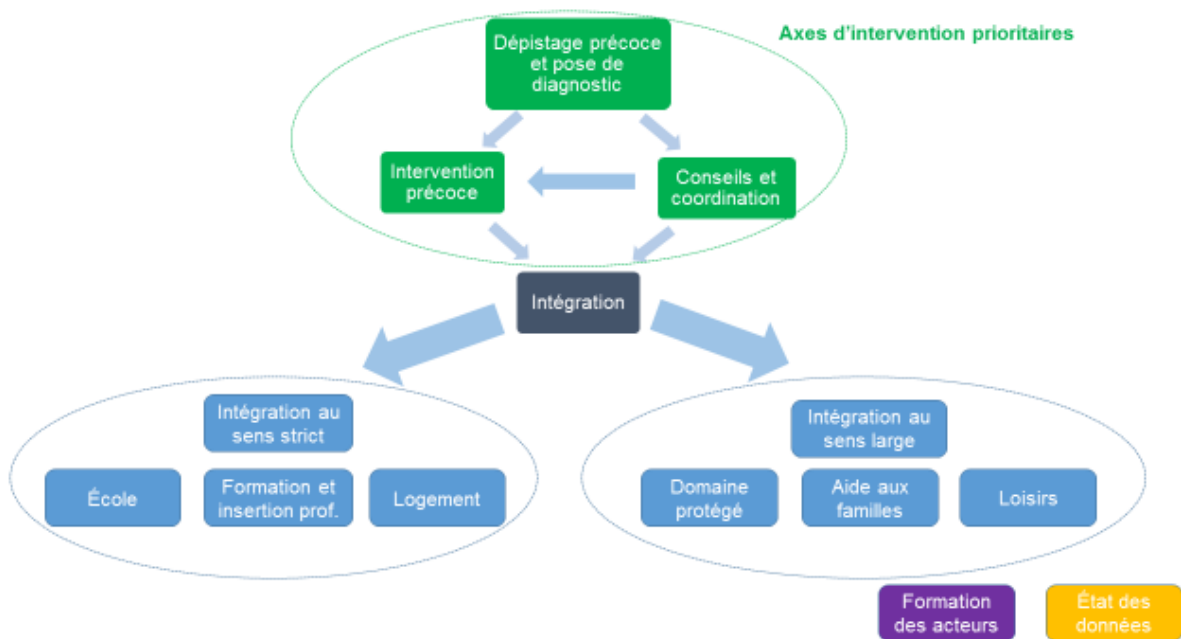 Axes d'intervention prioritaires
Dépistage précoce
et pose de
diagnostic
Intervention
précoce
Conseils et
coordination
Intégration
Intégration au
sens strict
École
Formation et
insertion prof.
Logement
Intégration au
sens large
Domaine
protégé
Aide aux
familles
Loisirs
Formation
des acteurs
État des
données